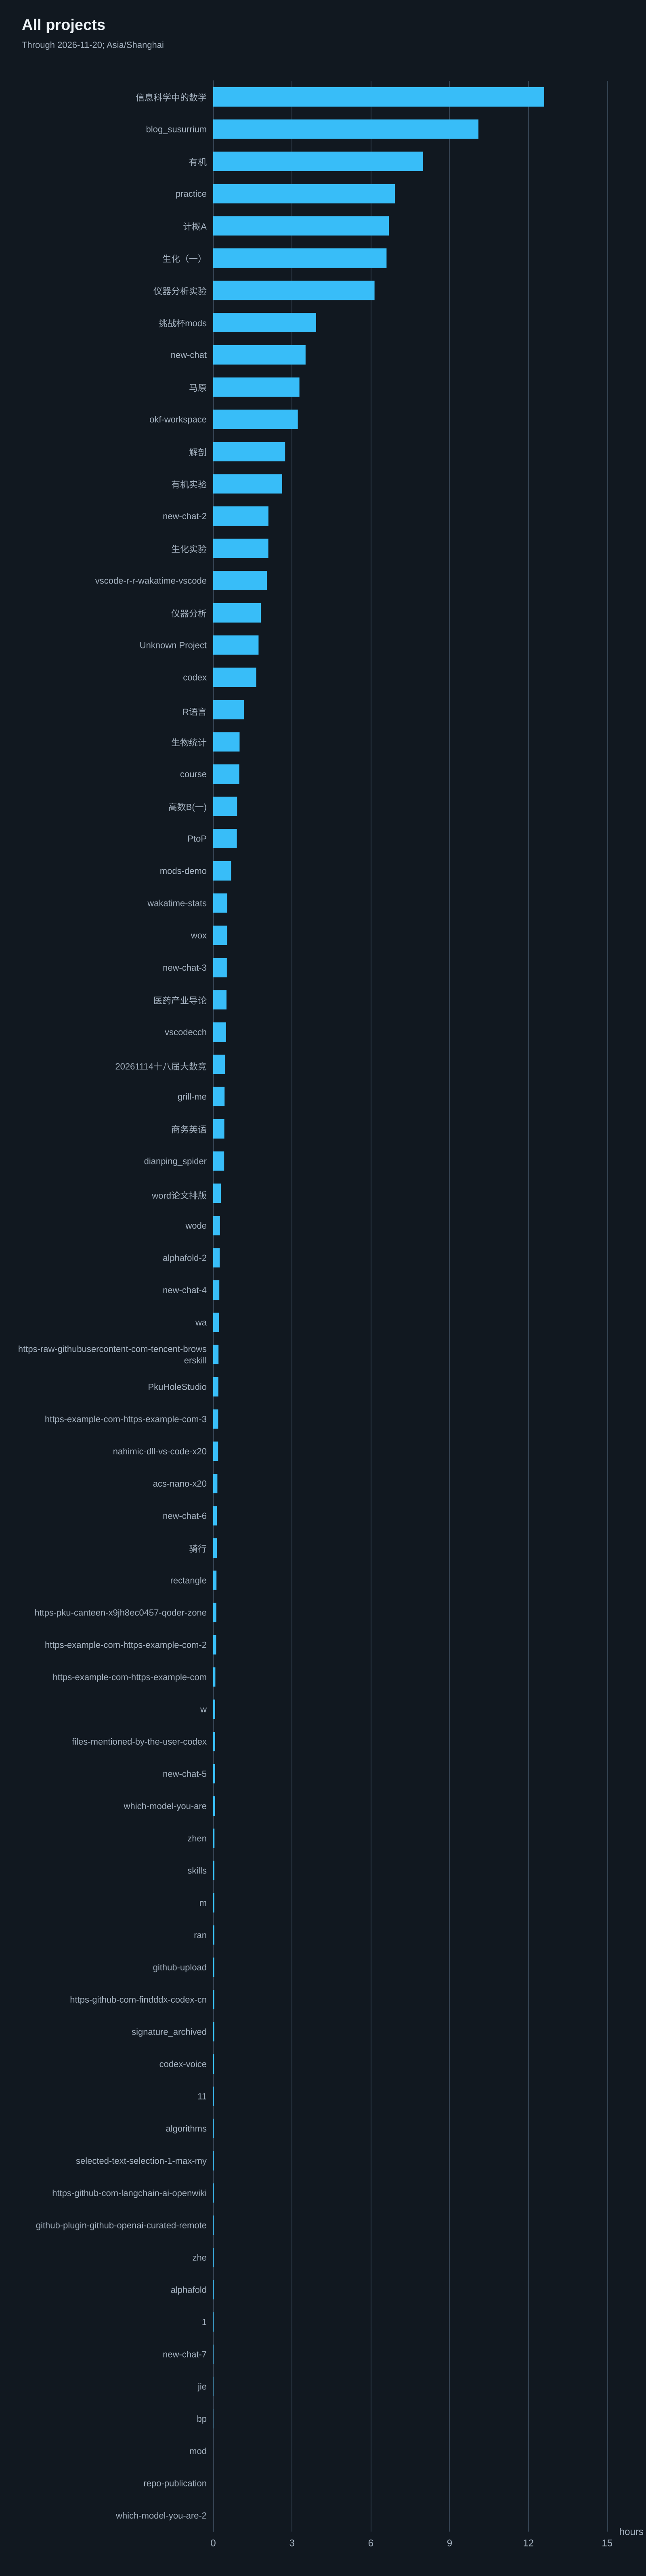 All projects
Through 2026-11-20; Asia/Shanghai
信息科学中的数学
blog_susurrium
有机
practice
计概A
生化（一）
仪器分析实验
挑战杯mods
new-chat
马原
okf-workspace
解剖
有机实验
new-chat-2
生化实验
vscode-r-r-wakatime-vscode
仪器分析
Unknown Project
codex
R语言
生物统计
course
高数B(一)
PtoP
mods-demo
wakatime-stats
wox
new-chat-3
医药产业导论
vscodecch
20261114十八届大数竞
grill-me
商务英语
dianping_spider
word论文排版
wode
alphafold-2
new-chat-4
wa
https-raw-githubusercontent-com-tencent-brows
erskill
PkuHoleStudio
https-example-com-https-example-com-3
nahimic-dll-vs-code-x20
acs-nano-x20
new-chat-6
骑行
rectangle
https-pku-canteen-x9jh8ec0457-qoder-zone
https-example-com-https-example-com-2
https-example-com-https-example-com
w
files-mentioned-by-the-user-codex
new-chat-5
which-model-you-are
zhen
skills
m
ran
github-upload
https-github-com-findddx-codex-cn
signature_archived
codex-voice
11
algorithms
selected-text-selection-1-max-my
https-github-com-langchain-ai-openwiki
github-plugin-github-openai-curated-remote
zhe
alphafold
1
new-chat-7
jie
bp
mod
repo-publication
which-model-you-are-2
hours
0 3 6 9 12 15